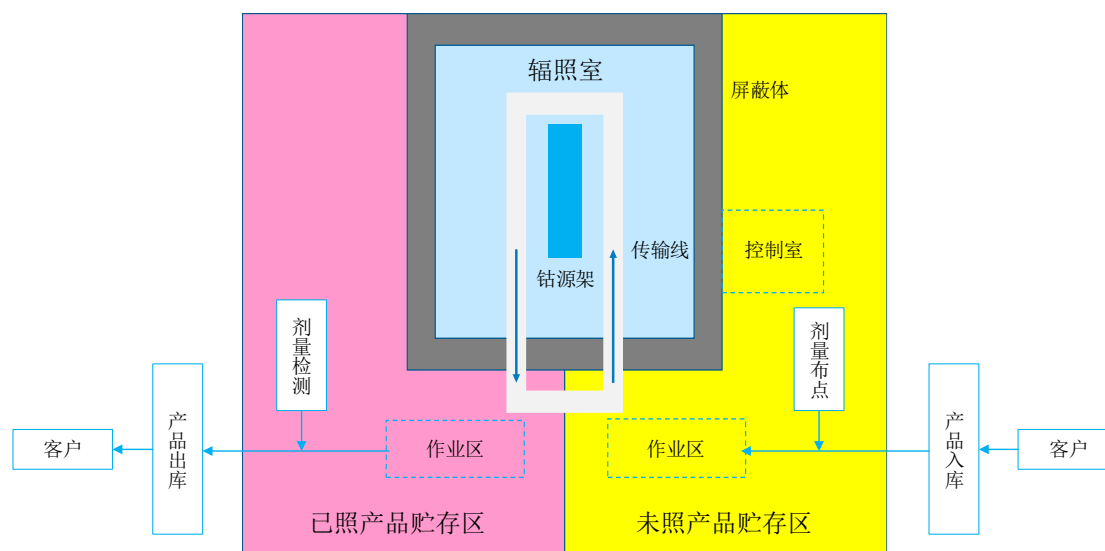 辐照室
屏蔽体
传输线
控制室
钴源架
剂量检测
剂量布点
客户
产品出库
作业区
作业区
产品入库
客户
已照产品贮存区
未照产品贮存区